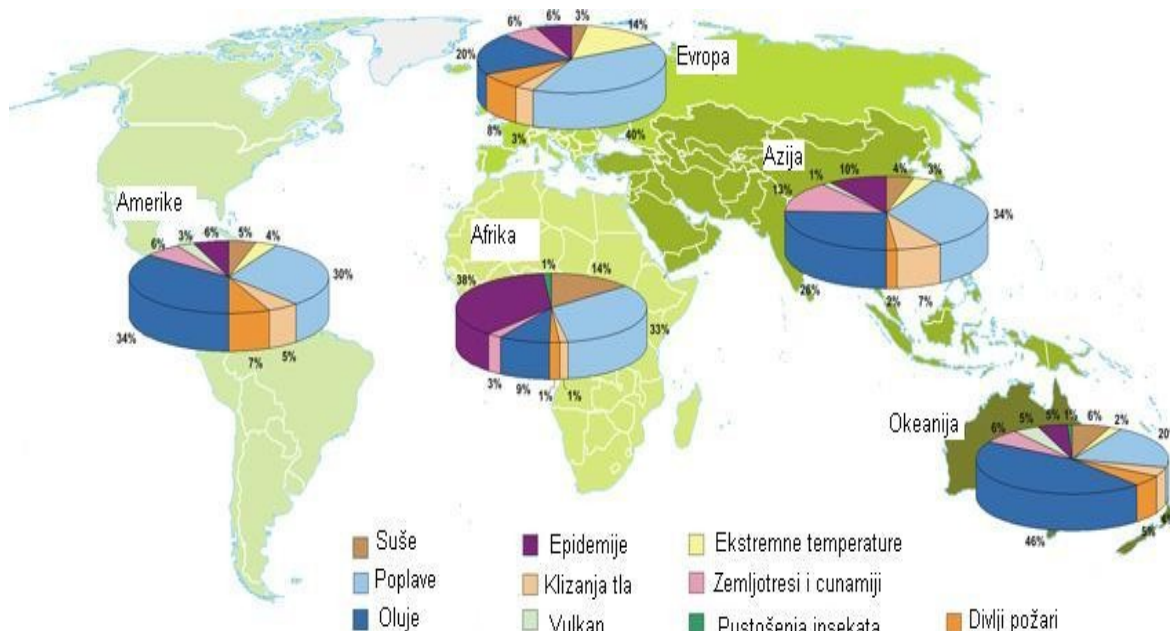 6% 6% 3% 14%
20% Evropa
8% 3% 40%
Azija
1% 10% 4% 3%
13%
34%
26% 2% 7%
Amerike
6% 3% 6% 5% 4%
30%
34% 7% 5%
Afrika
38% 1% 14%
33%
3% 9% 1% 1%
Okeanija
6% 5% 5% 1% 6% 2% 20%
46% 5%
Suše Epidemije Ekstremne temperature
Poplave Klizanja tla Zemljotresi i cunamiji
Oluje Vulkan Pustošenja insekata Divlji požari